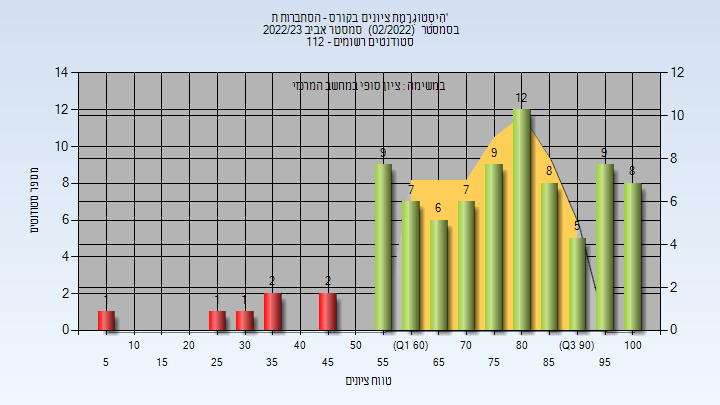 היסטוגרמת ציונים בקורס - הסתברות ת'
בסמסטר (02/2022) סמסטר אביב 2022/23
סטודנטים רשומים - 112
במשימה : ציון סופי במחשב המרכזי
14 12 10 8 6 4 2 0
מספר סטודנטים
12 10 8 6 4 2 0
1 1 1 2 2 9 7 6 7 9 12 8 5 9 8
10 20 30 40 50 (Q1 60) 70 80 (Q3 90) 100
5 15 25 35 45 55 65 75 85 95
טווח ציונים